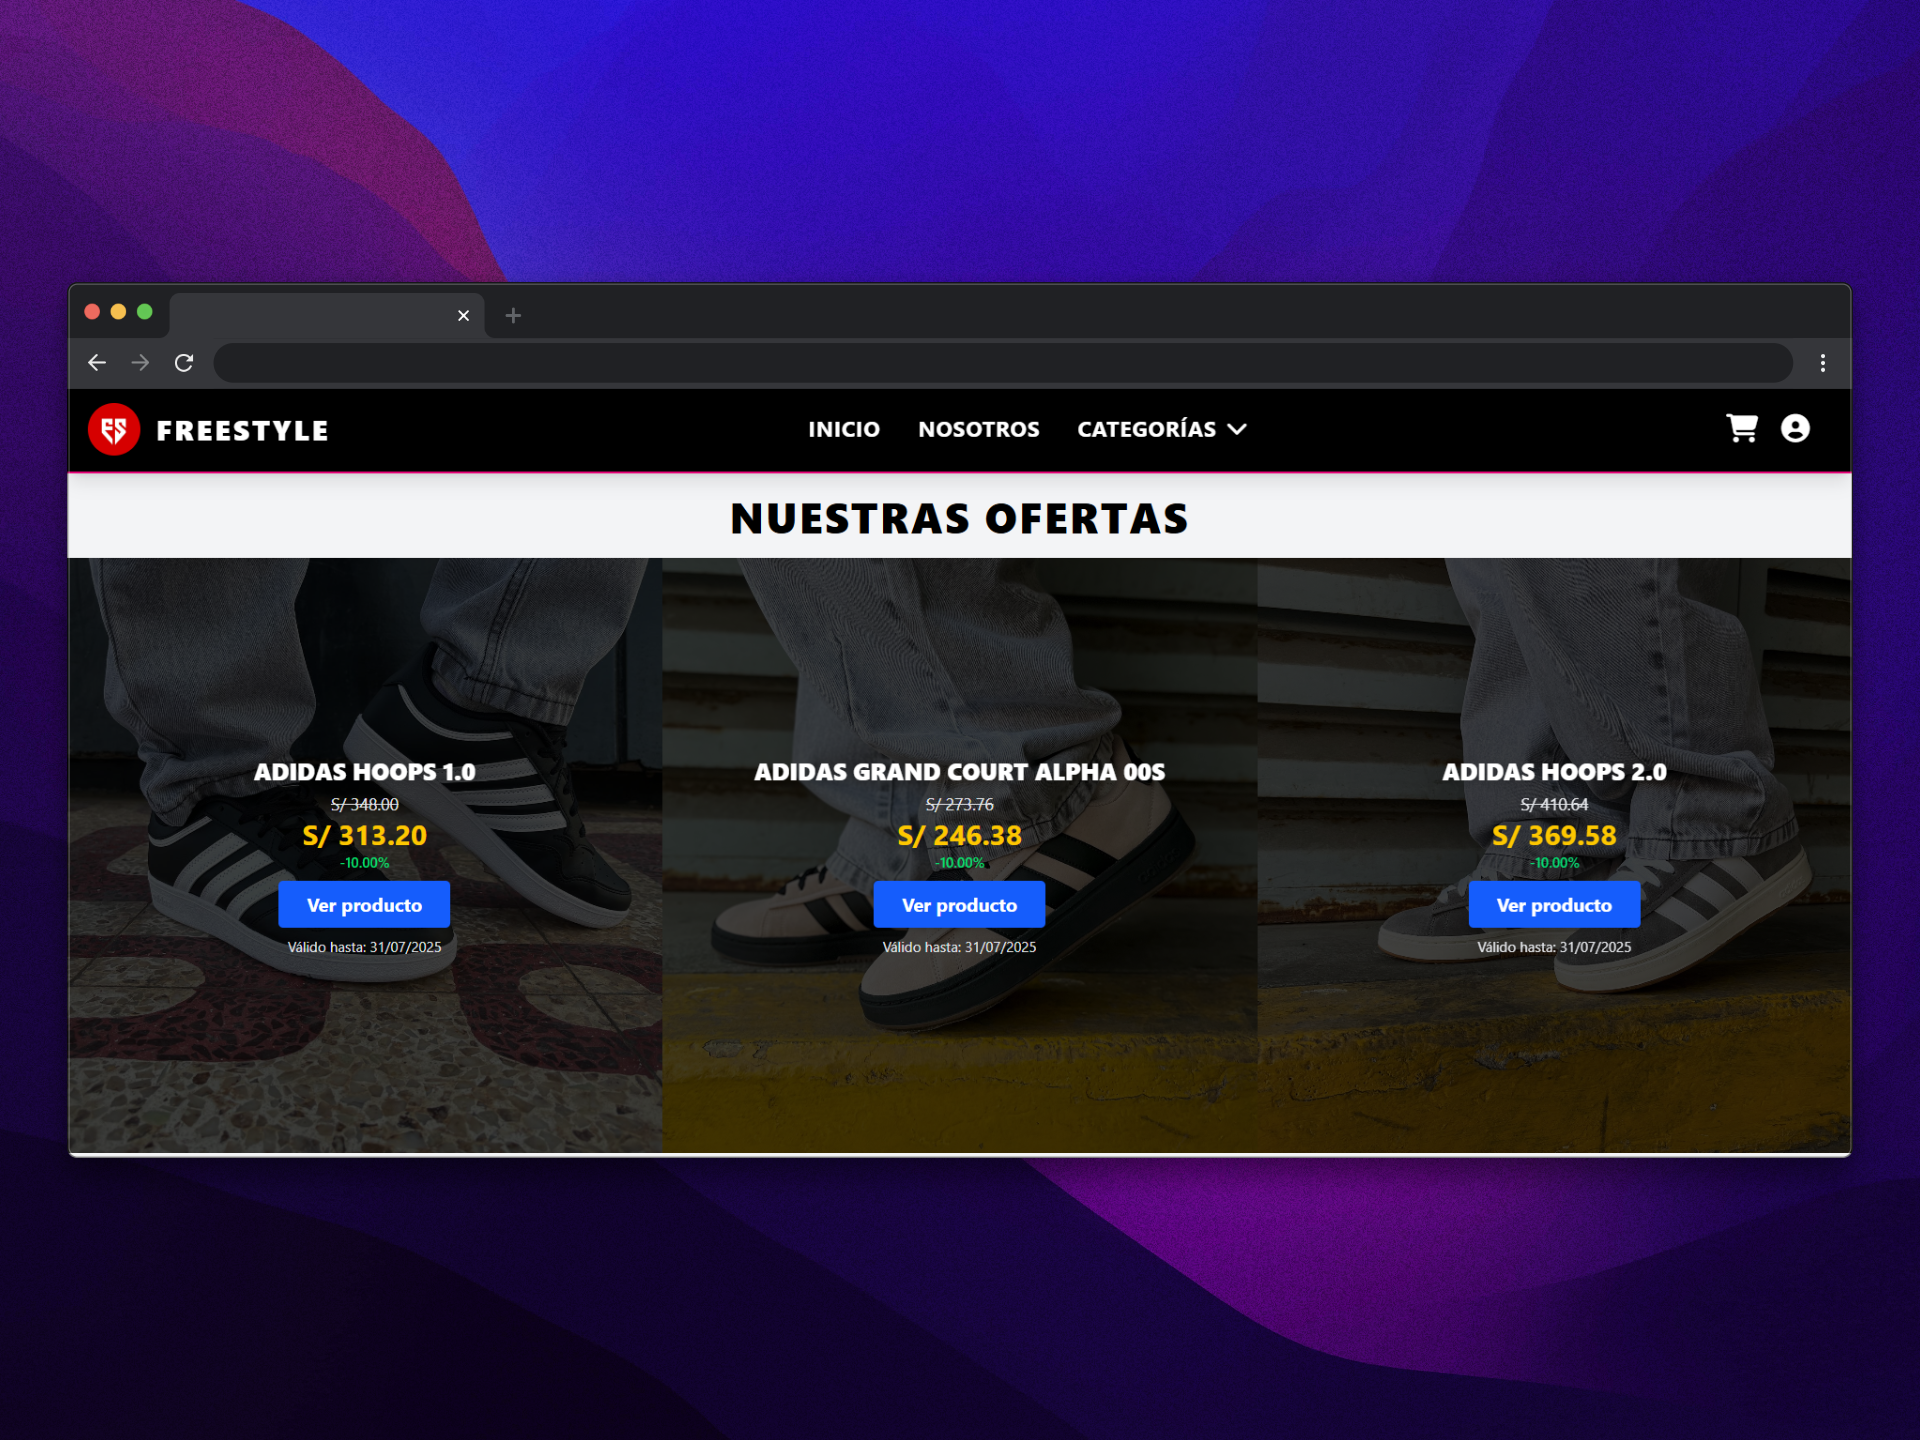 FS FREESTYLE
INICIO NOSOTROS CATEGORÍAS
NUESTRAS OFERTAS
ADIDAS HOOPS 1.0
S/ 348.00
S/ 313.20
-10.00%
Ver producto
Válido hasta: 31/07/2025
ADIDAS GRAND COURT ALPHA 00S
S/ 273.76
S/ 246.38
-10.00%
Ver producto
Válido hasta: 31/07/2025
ADIDAS HOOPS 2.0
S/ 410.64
S/ 369.58
-10.00%
Ver producto
Válido hasta: 31/07/2025